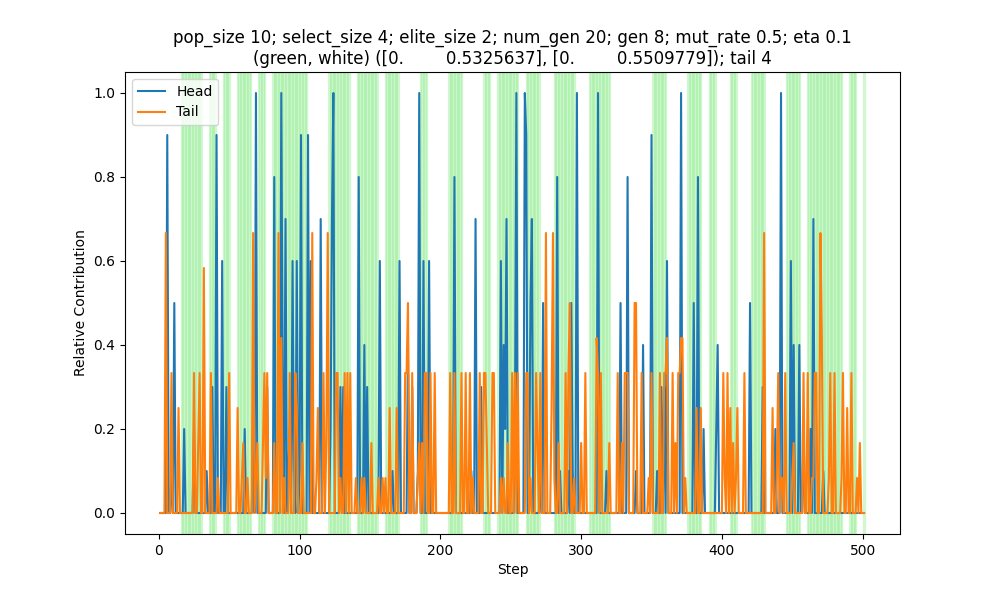 pop_size 10; select_size 4; elite_size 2; num_gen 20; gen 8; mut_rate 0.5; eta 0.1
(green, white) ([0. 0.5325637], [0. 0.5509779]); tail 4
Head
Tail
1.0
0.8
0.6
0.4
0.2
0.0
Relative Contribution
0 100 200 300 400 500
Step